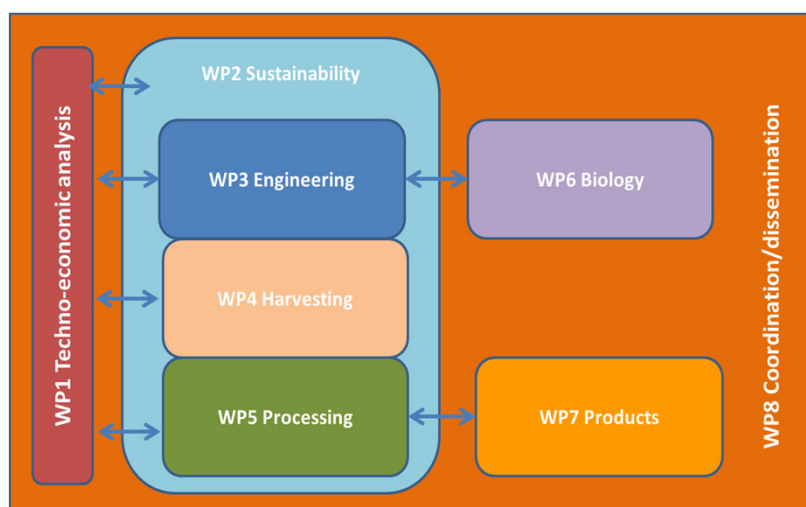 WP1 Techno-economic analysis
WP2 Sustainability
WP3 Engineering
WP6 Biology
WP4 Harvesting
WP5 Processing
WP7 Products
WP8 Coordination/dissemination